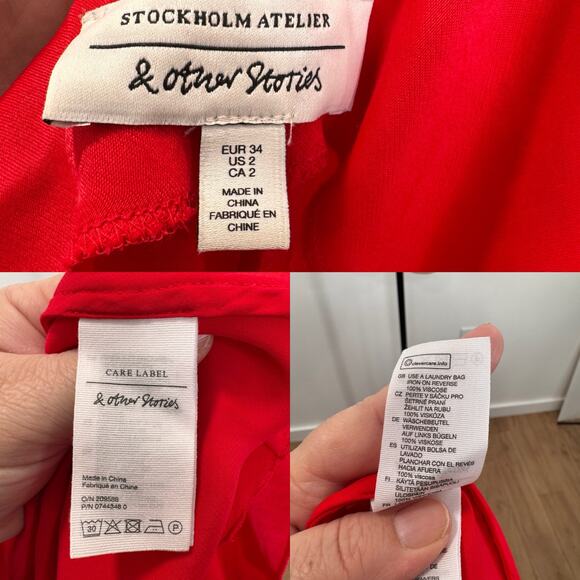 STOCKHOLM ATELIER
& Other Stories
EUR 34
US 2
CA 2
MADE IN
CHINA
FABRIQUÉ EN
CHINE
CARE LABEL
& Other Stories
Made in China
Fabriqué en Chine
O/N 209588
P/N 0744348 0
30
P
clevercare.info
GB USE A LAUNDRY BAG
IRON ON REVERSE
100% VISCOSE
CZ PERTE V SÁČKU PRO
ŠETRNÉ PRANÍ
ŽEHLIT NA RUBU
100% VISKOZA
DE WÄSCHEBEUTEL
VERWENDEN
AUF LINKS BÜGELN
100% VISKOSE
ES UTILIZAR BOLSA DE
LAVADO
PLANCHAR CON EL REVÉS
HACIA AFUERA
100% VISCOSA
FI KÄYTÄ PESUPUSSIA
SILITETÄÄN